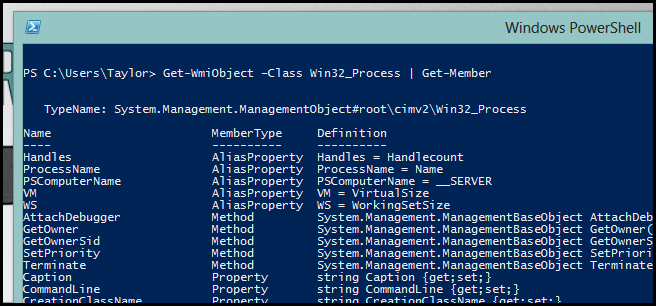 Windows PowerShell
PS C:\Users\Taylor> Get-WmiObject -Class Win32_Process | Get-Member
TypeName: System.Management.ManagementObject#root\cimv2\Win32_Process
Name MemberType Definition
---- ---------- ----------
Handles AliasProperty Handles = Handlecount
ProcessName AliasProperty ProcessName = Name
PSComputerName AliasProperty PSComputerName = __SERVER
VM AliasProperty VM = VirtualSize
WS AliasProperty WS = WorkingSetSize
AttachDebugger Method System.Management.ManagementBaseObject AttachDeb
GetOwner Method System.Management.ManagementBaseObject GetOwner(
GetOwnerSid Method System.Management.ManagementBaseObject GetOwnerS
SetPriority Method System.Management.ManagementBaseObject SetPriori
Terminate Method System.Management.ManagementBaseObject Terminate
Caption Property string Caption {get;set;}
CommandLine Property string CommandLine {get;set;}
CreationClassName Property string CreationClassName {get;set;}